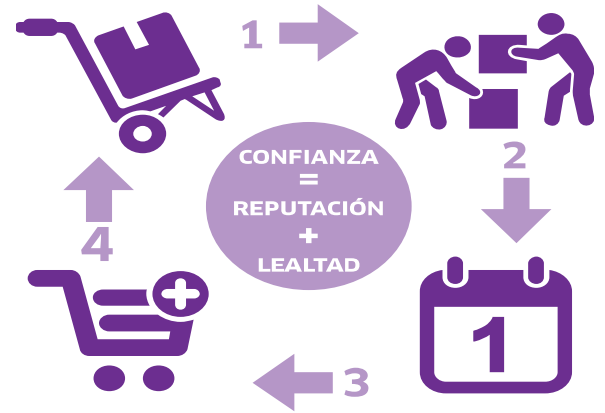 1
2
CONFIANZA
=
REPUTACIÓN
+
LEALTAD
4
1
3